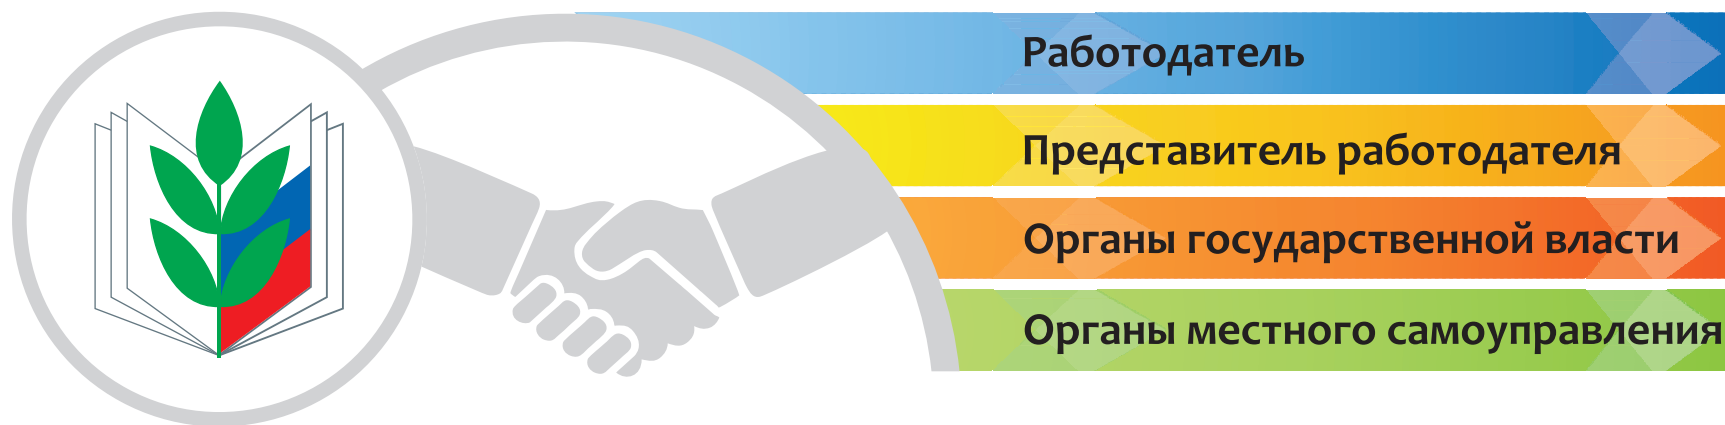 Работодатель
Представитель работодателя
Органы государственной власти
Органы местного самоуправления